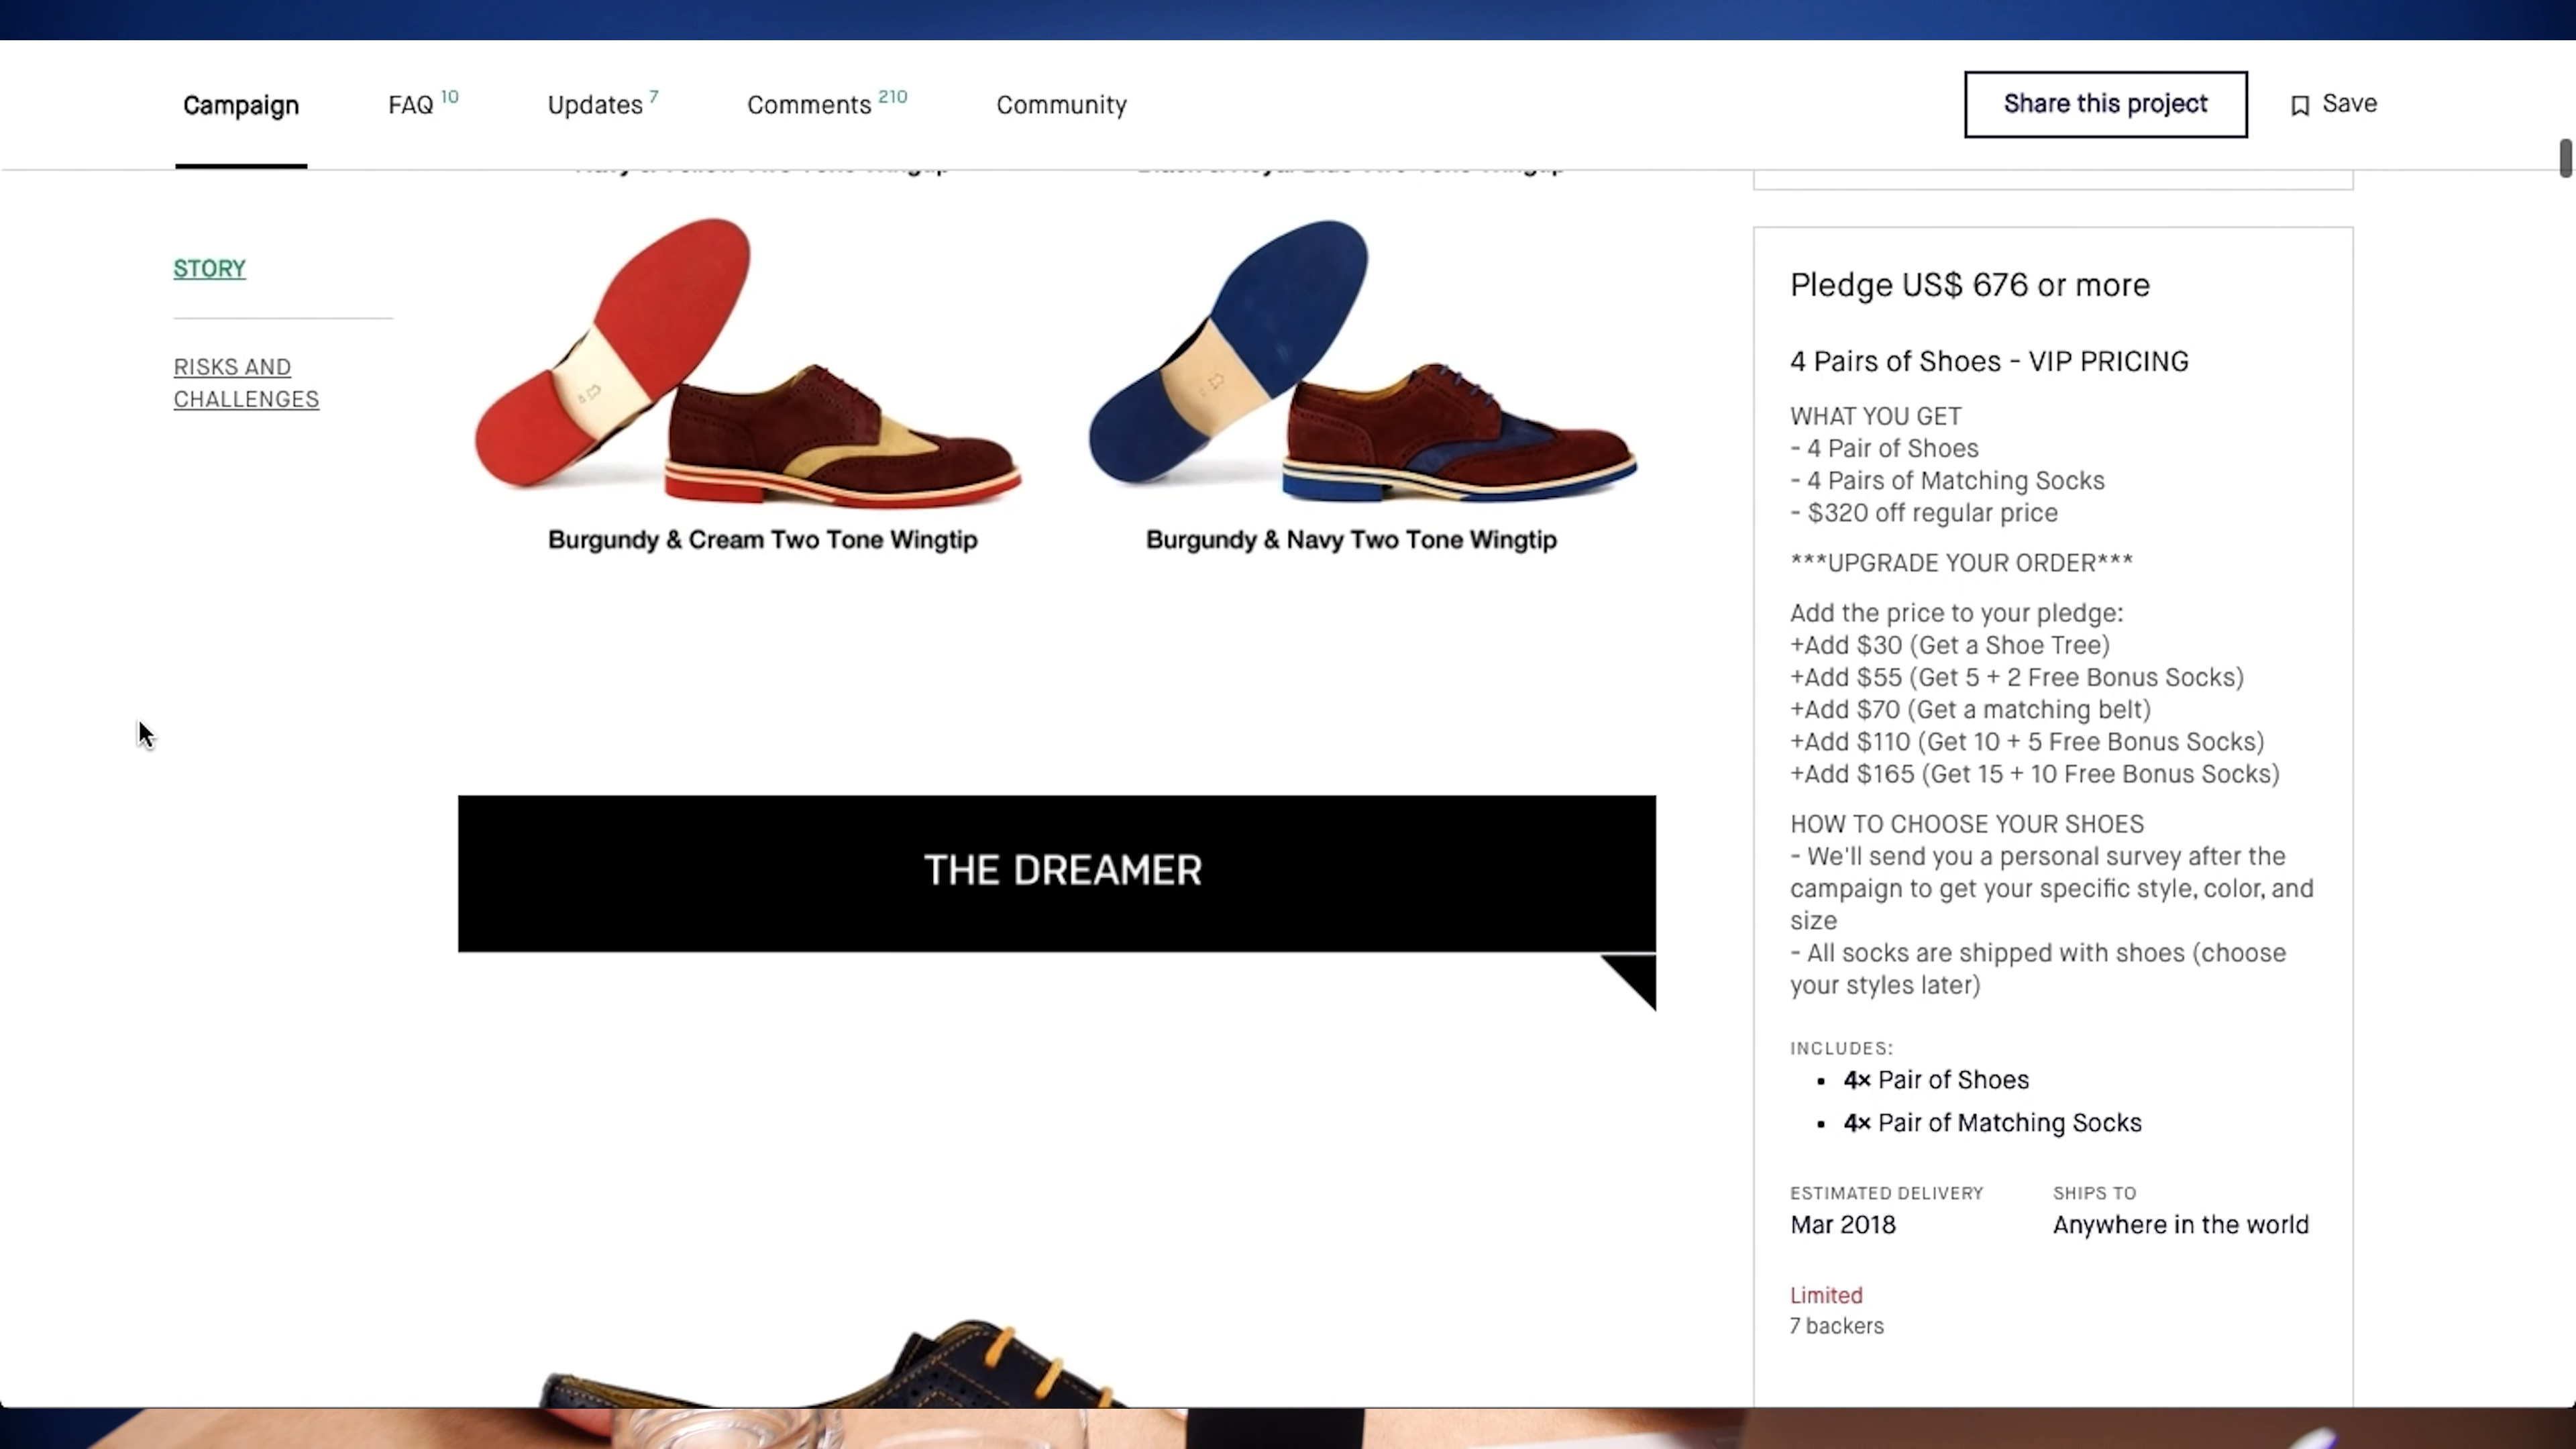 Campaign
FAQ 10
Updates 7
Comments 210
Community
Share this project
Save
STORY
RISKS AND
CHALLENGES
Burgundy & Cream Two Tone Wingtip
Burgundy & Navy Two Tone Wingtip
THE DREAMER
Pledge US$ 676 or more
4 Pairs of Shoes - VIP PRICING
WHAT YOU GET
- 4 Pair of Shoes
- 4 Pairs of Matching Socks
- $320 off regular price
***UPGRADE YOUR ORDER***
Add the price to your pledge:
+Add $30 (Get a Shoe Tree)
+Add $55 (Get 5 + 2 Free Bonus Socks)
+Add $70 (Get a matching belt)
+Add $110 (Get 10 + 5 Free Bonus Socks)
+Add $165 (Get 15 + 10 Free Bonus Socks)
HOW TO CHOOSE YOUR SHOES
- We'll send you a personal survey after the
campaign to get your specific style, color, and
size
- All socks are shipped with shoes (choose
your styles later)
INCLUDES:
• 4× Pair of Shoes
• 4× Pair of Matching Socks
ESTIMATED DELIVERY
Mar 2018
SHIPS TO
Anywhere in the world
Limited
7 backers